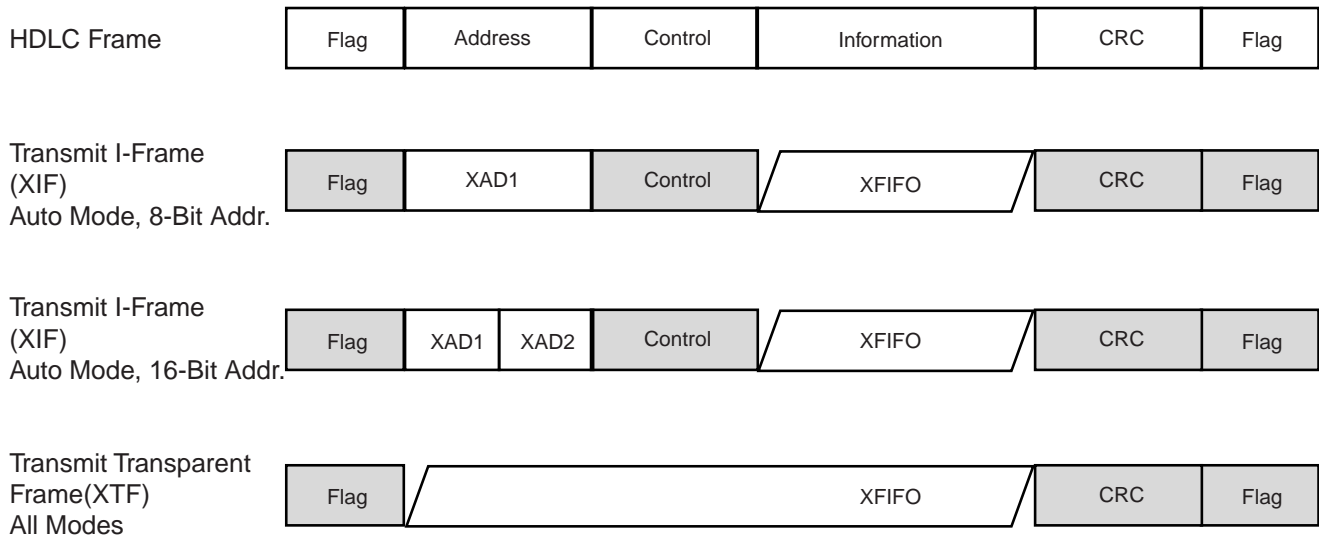 HDLC Frame
Flag Address Control Information CRC Flag
Transmit I-Frame
(XIF)
Auto Mode, 8-Bit Addr.
Flag XAD1 Control XFIFO CRC Flag
Transmit I-Frame
(XIF)
Auto Mode, 16-Bit Addr.
Flag XAD1 XAD2 Control XFIFO CRC Flag
Transmit Transparent
Frame(XTF)
All Modes
Flag XFIFO CRC Flag